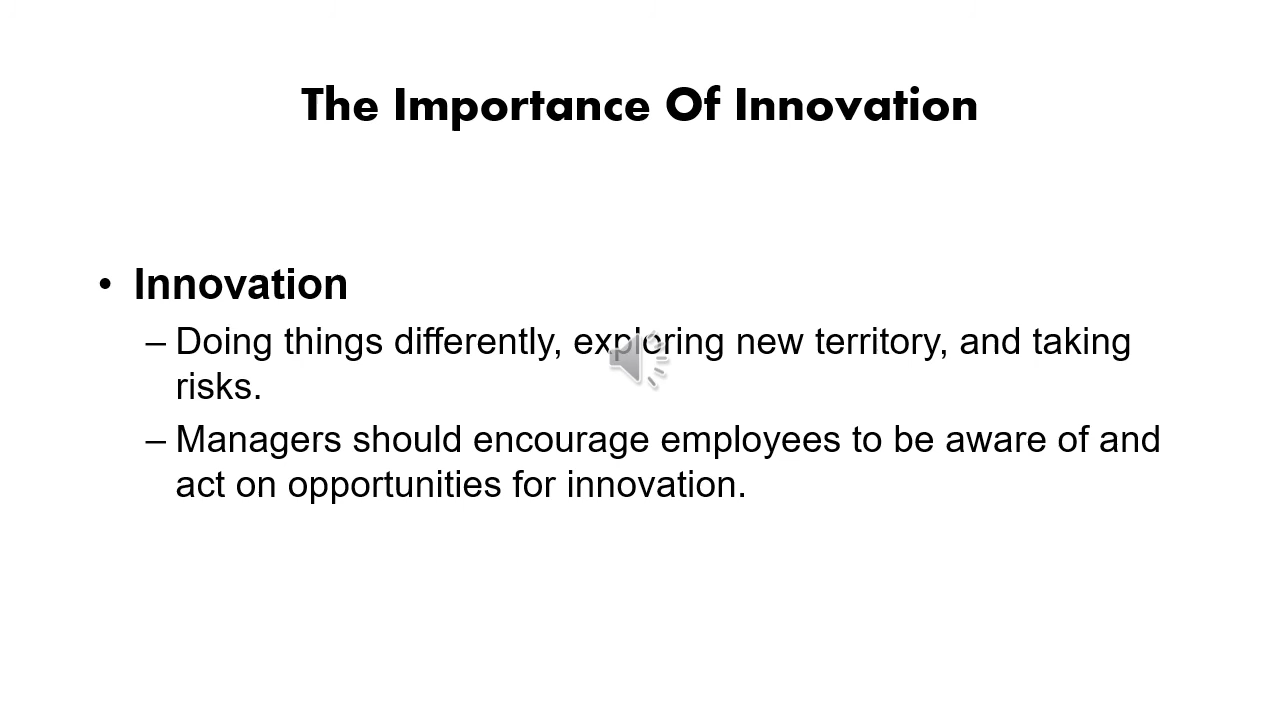 The Importance Of Innovation
• Innovation
– Doing things differently, exploring new territory, and taking
risks.
– Managers should encourage employees to be aware of and
act on opportunities for innovation.